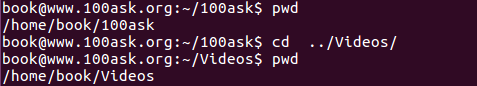 book@www.100ask.org:~/100ask$ pwd
/home/book/100ask
book@www.100ask.org:~/100ask$ cd  ../Videos/
book@www.100ask.org:~/Videos$ pwd
/home/book/Videos